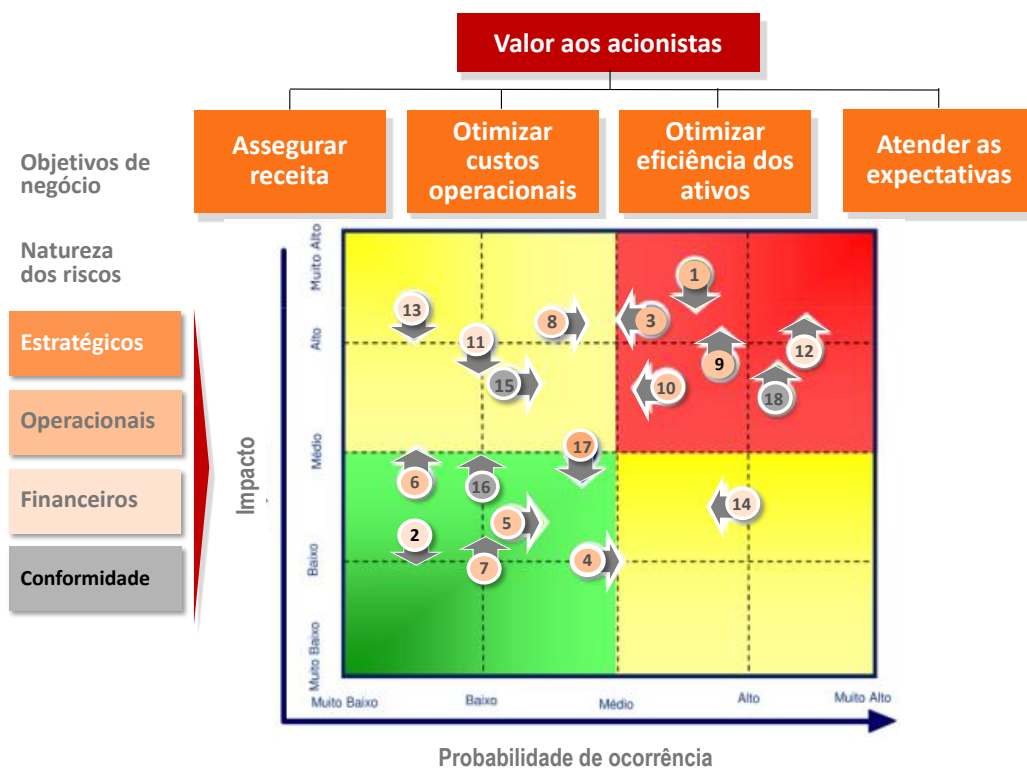 Valor aos acionistas
Objetivos de
negócio
Assegurar
receita
Otimizar
custos
operacionais
Otimizar
eficiência dos
ativos
Atender as
expectativas
Natureza
dos riscos
Estratégicos
Operacionais
Financeiros
Conformidade
Impacto
Muito Alto
Alto
Médio
Baixo
Muito Baixo
1
13
8
3
11
12
9
15
10
18
17
6
16
14
5
2
7
4
Muito Baixo
Baixo
Médio
Alto
Muito Alto
Probabilidade de ocorrência